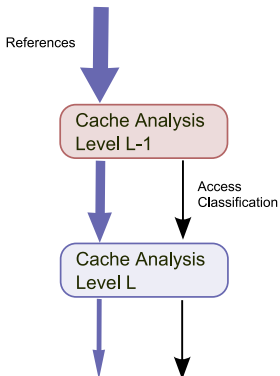 References
Cache Analysis
Level L-1
Access
Classification
Cache Analysis
Level L